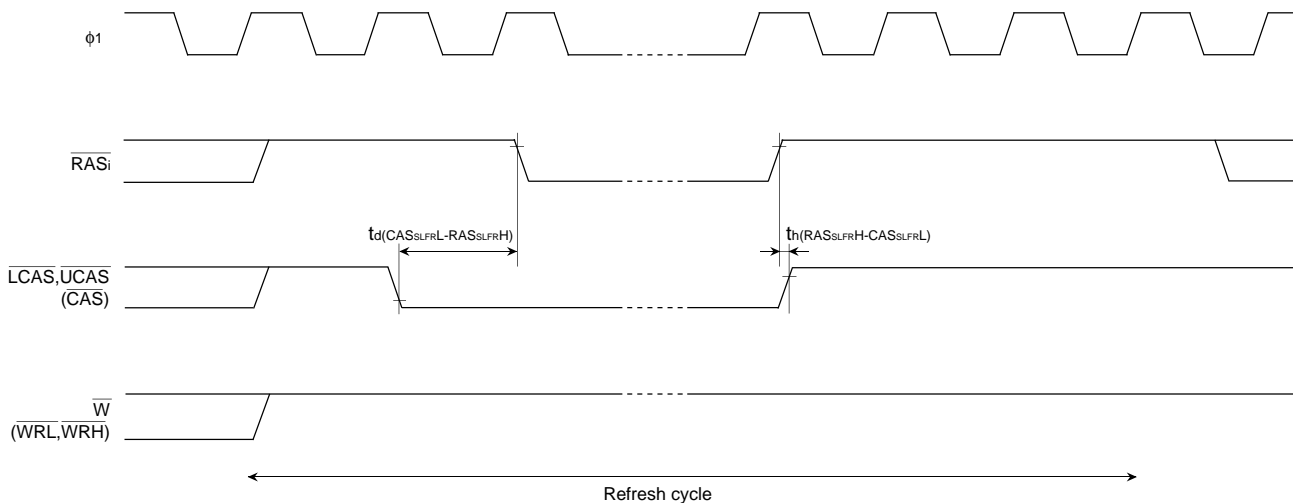 ϕ1
RASi
td(CASSLFRL-RASSLFRH)
th(RASSLFRH-CASSLFRL)
LCAS,UCAS
(CAS)
W
(WRL,WRH)
Refresh cycle